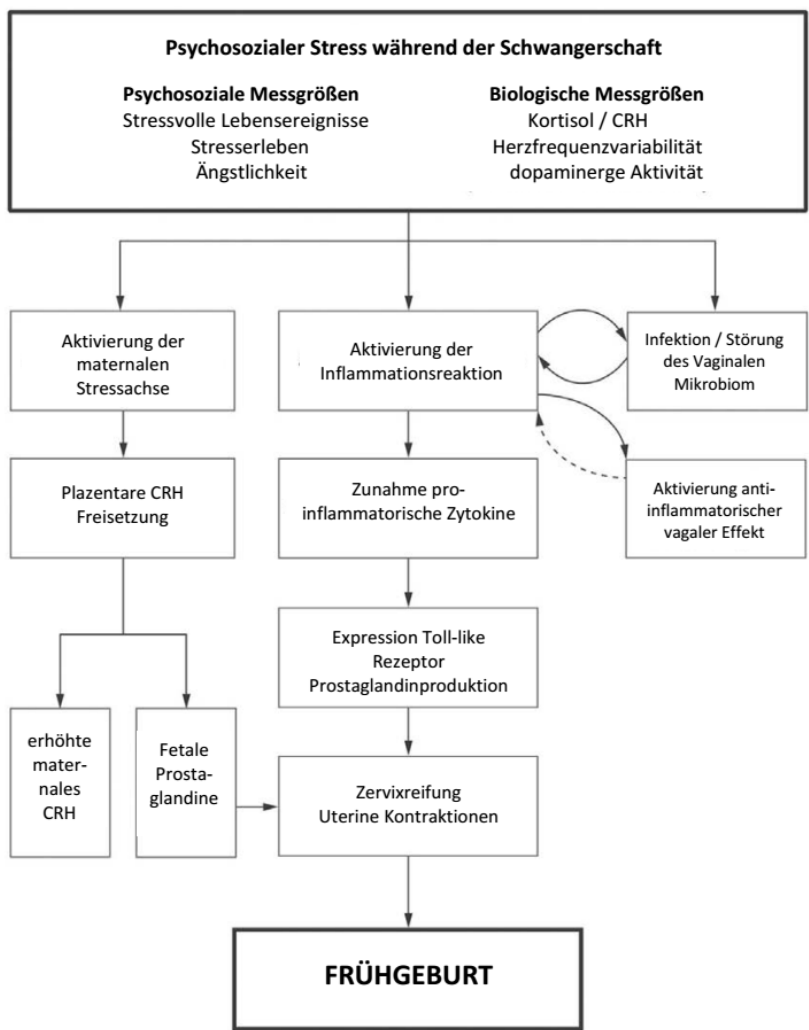 Psychosozialer Stress während der Schwangerschaft
Psychosoziale Messgrößen
Stressvolle Lebensereignisse
Stresserleben
Ängstlichkeit
Biologische Messgrößen
Kortisol / CRH
Herzfrequenzvariabilität
dopaminerge Aktivität
Aktivierung der
maternalen
Stressachse
Aktivierung der
Inflammationsreaktion
Infektion / Störung
des Vaginalen
Mikrobiom
Plazentare CRH
Freisetzung
Zunahme pro-
inflammatorische Zytokine
Aktivierung anti-
inflammatorischer
vagaler Effekt
Expression Toll-like
Rezeptor
Prostaglandinproduktion
erhöhte
mater-
nales
CRH
Fetale
Prosta-
glandine
Zervixreifung
Uterine Kontraktionen
FRÜHGEBURT